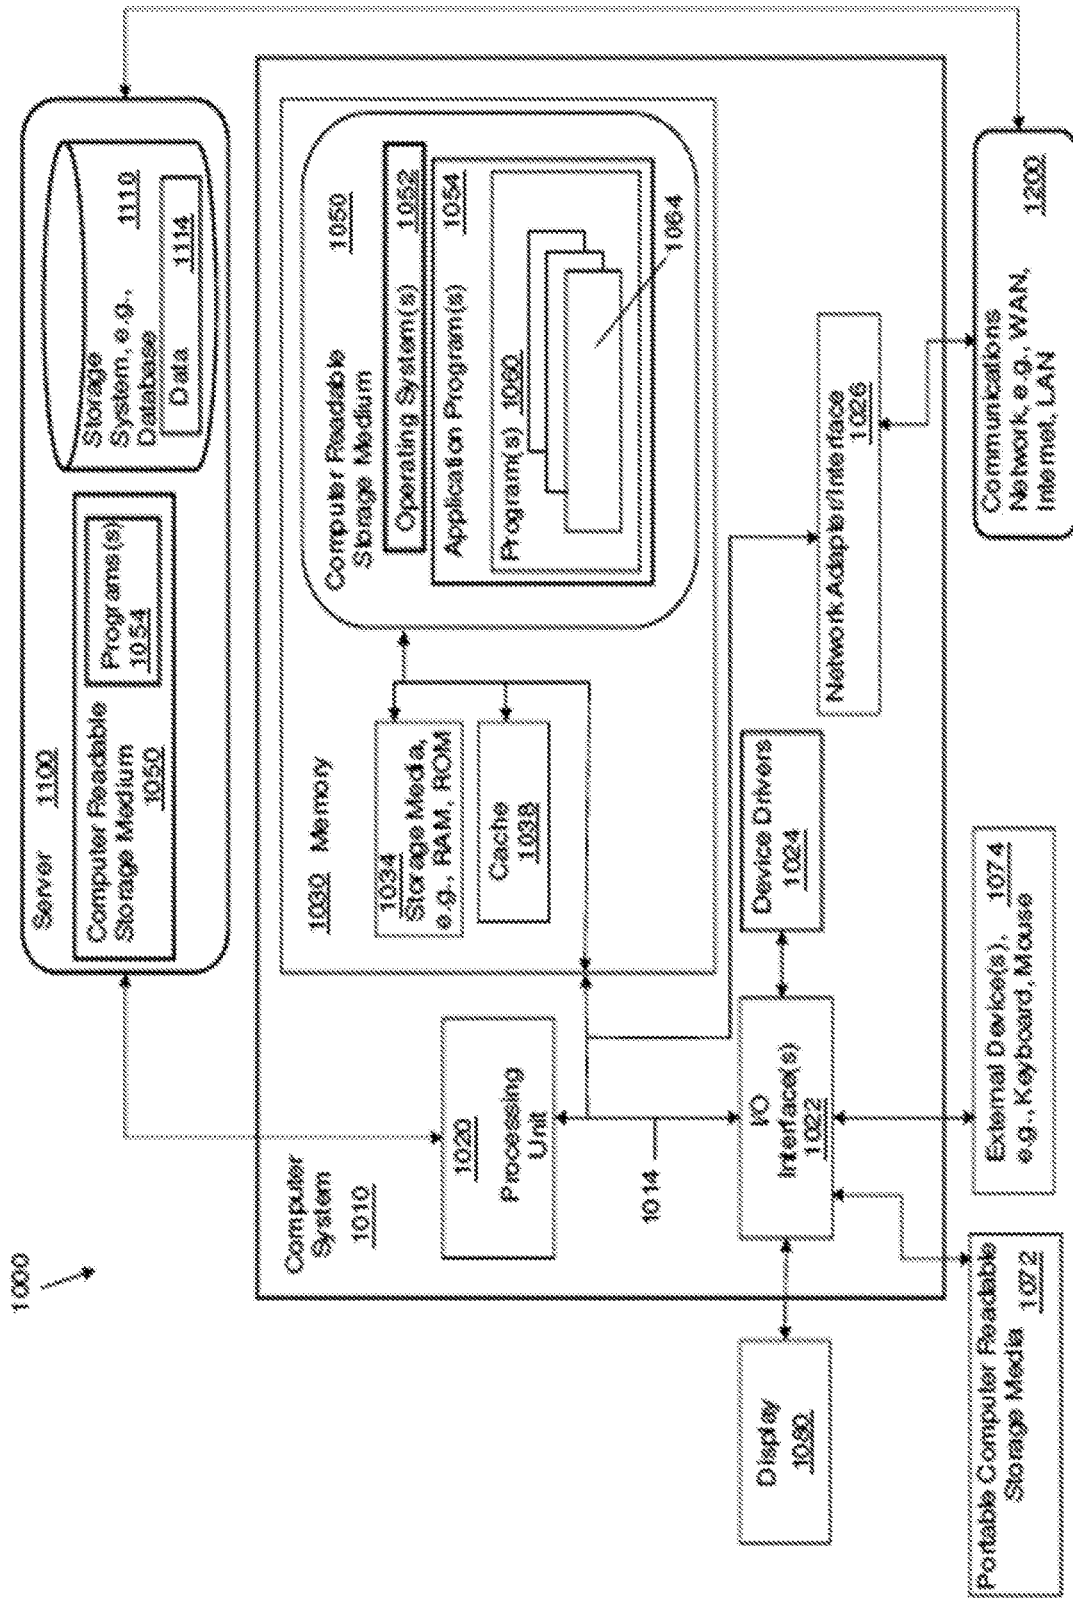 1000
Server 1100
Computer Readable
Storage Medium
1050
Programs(s)
1054
Storage
System, e.g.,
Database
1110
Data 1114
Computer
System
1010
1020
Processing
Unit
1014
1030 Memory
1034
Storage Media,
e.g., RAM, ROM
Cache
1038
Computer Readable
Storage Medium
1050
Operating System(s) 1052
Application Program(s) 1054
Program(s) 1060
1064
I/O
Interface(s)
1022
Device Drivers
1024
Network Adapter/Interface
1026
Display
1080
Portable Computer Readable
Storage Media 1072
External Device(s), 1074
e.g., Keyboard, Mouse
Communications
Network, e.g., WAN,
Internet, LAN
1200